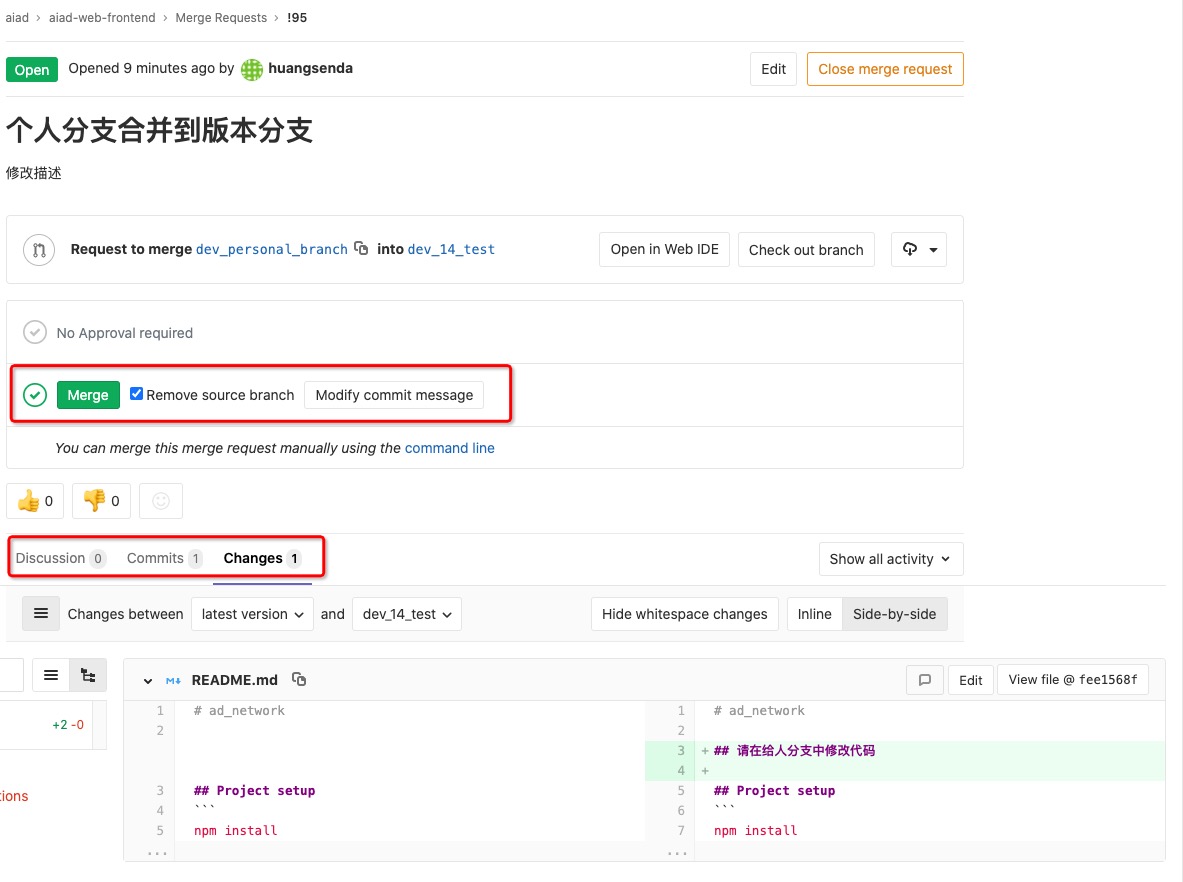 aiad › aiad-web-frontend › Merge Requests › !95
Open Opened 9 minutes ago by huangsenda Edit Close merge request
个人分支合并到版本分支
修改描述
Request to merge dev_personal_branch into dev_14_test Open in Web IDE Check out branch
No Approval required
Merge Remove source branch Modify commit message
You can merge this merge request manually using the command line
👍 0 👎 0
Discussion 0 Commits 1 Changes 1 Show all activity
Changes between latest version and dev_14_test Hide whitespace changes Inline Side-by-side
M↓ README.md Edit View file @ fee1568f
1 # ad_network 1 # ad_network
+2 -0 2 2
3 + ## 请在给人分支中修改代码
4 +
tions 3 ## Project setup 5 ## Project setup
4 ``` 6 ```
5 npm install 7 npm install
... ...